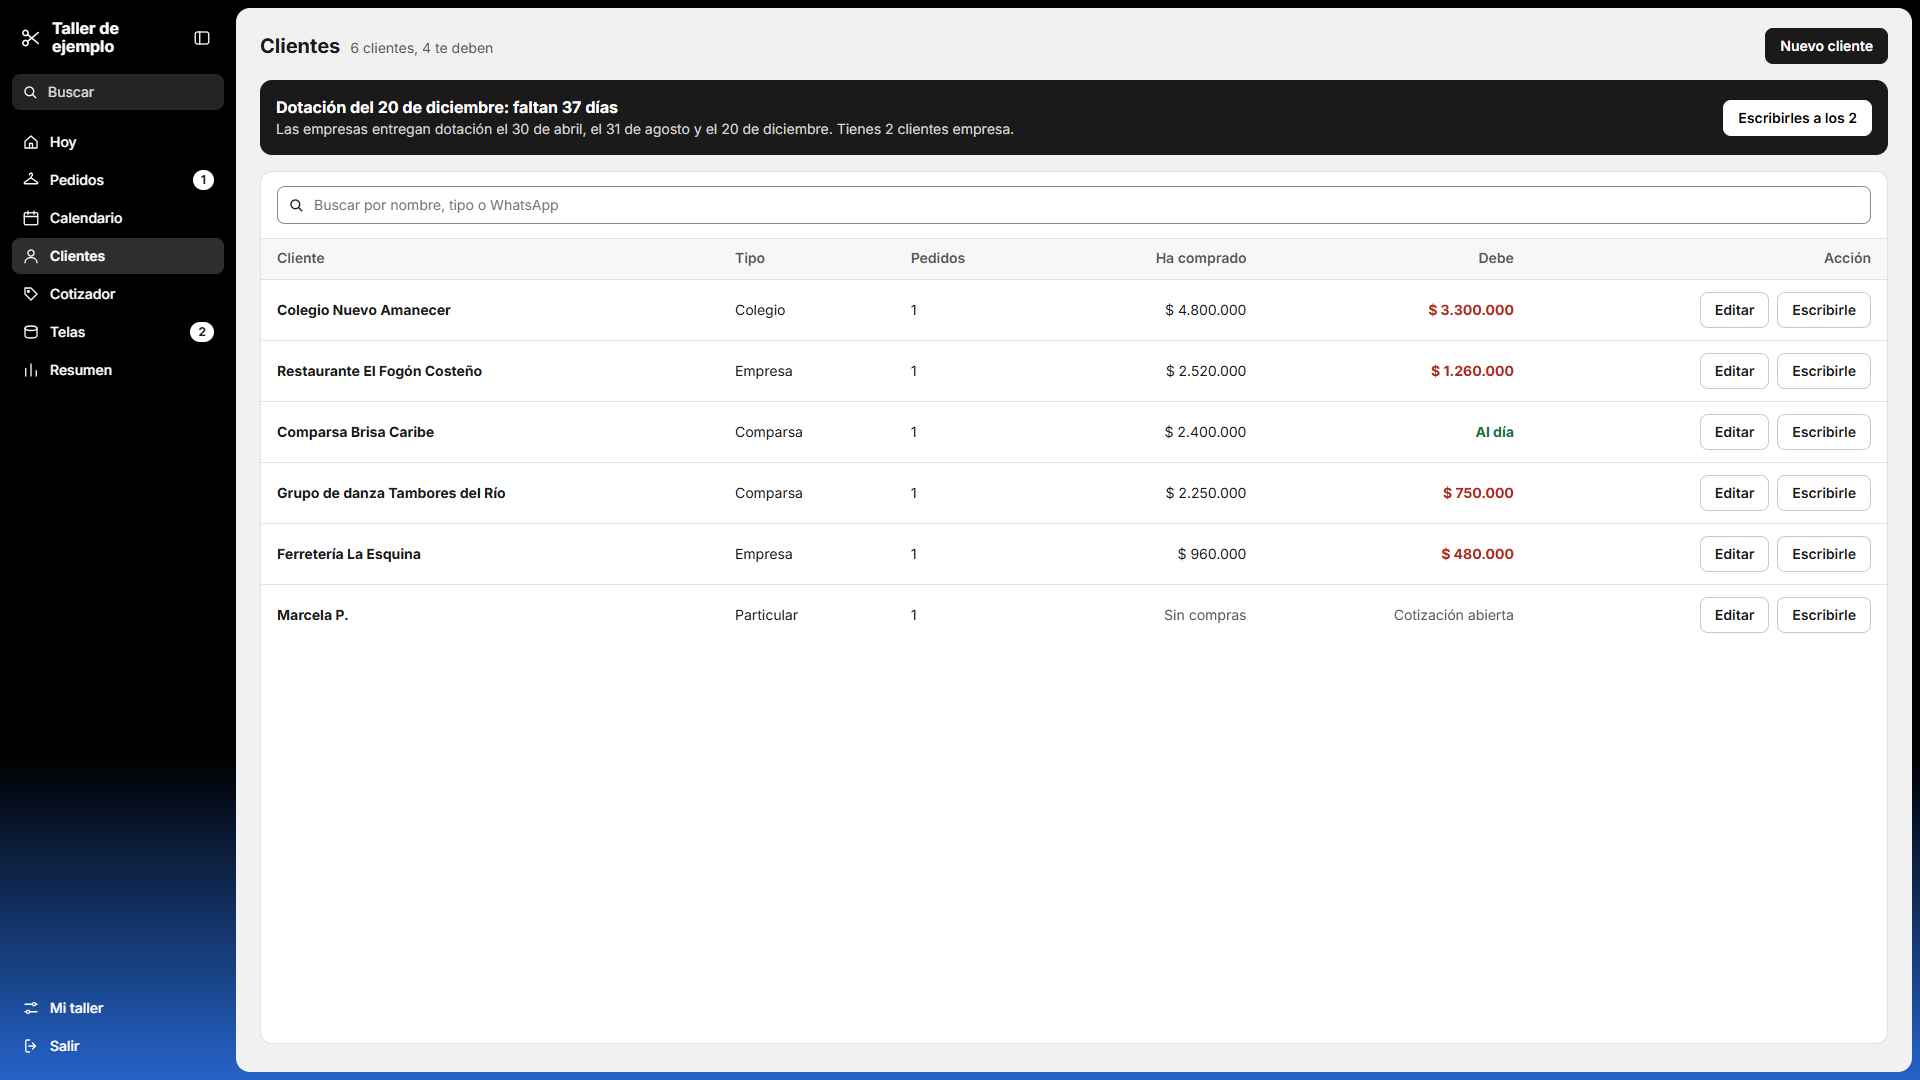 Taller de
ejemplo
Buscar
Hoy
Pedidos 1
Calendario
Clientes
Cotizador
Telas 2
Resumen
Mi taller
Salir
Clientes 6 clientes, 4 te deben
Nuevo cliente
Dotación del 20 de diciembre: faltan 37 días
Las empresas entregan dotación el 30 de abril, el 31 de agosto y el 20 de diciembre. Tienes 2 clientes empresa.
Escribirles a los 2
Buscar por nombre, tipo o WhatsApp
Cliente Tipo Pedidos Ha comprado Debe Acción
Colegio Nuevo Amanecer Colegio 1 $ 4.800.000 $ 3.300.000 Editar Escribirle
Restaurante El Fogón Costeño Empresa 1 $ 2.520.000 $ 1.260.000 Editar Escribirle
Comparsa Brisa Caribe Comparsa 1 $ 2.400.000 Al día Editar Escribirle
Grupo de danza Tambores del Río Comparsa 1 $ 2.250.000 $ 750.000 Editar Escribirle
Ferretería La Esquina Empresa 1 $ 960.000 $ 480.000 Editar Escribirle
Marcela P. Particular 1 Sin compras Cotización abierta Editar Escribirle